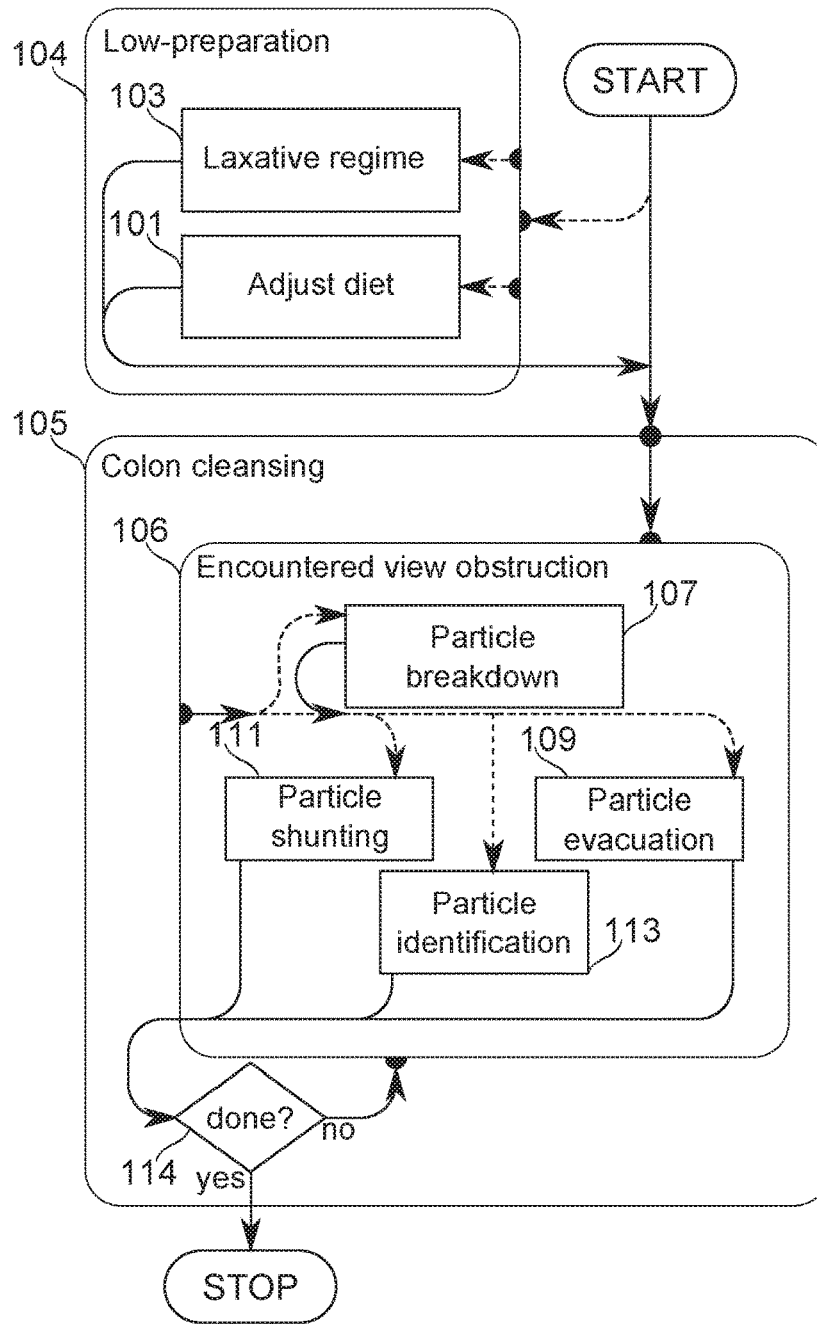 Low-preparation
104
START
103
Laxative regime
101
Adjust diet
105
Colon cleansing
106
Encountered view obstruction
107
Particle
breakdown
111
109
Particle
shunting
Particle
evacuation
Particle
identification
113
done?
no
114
yes
STOP